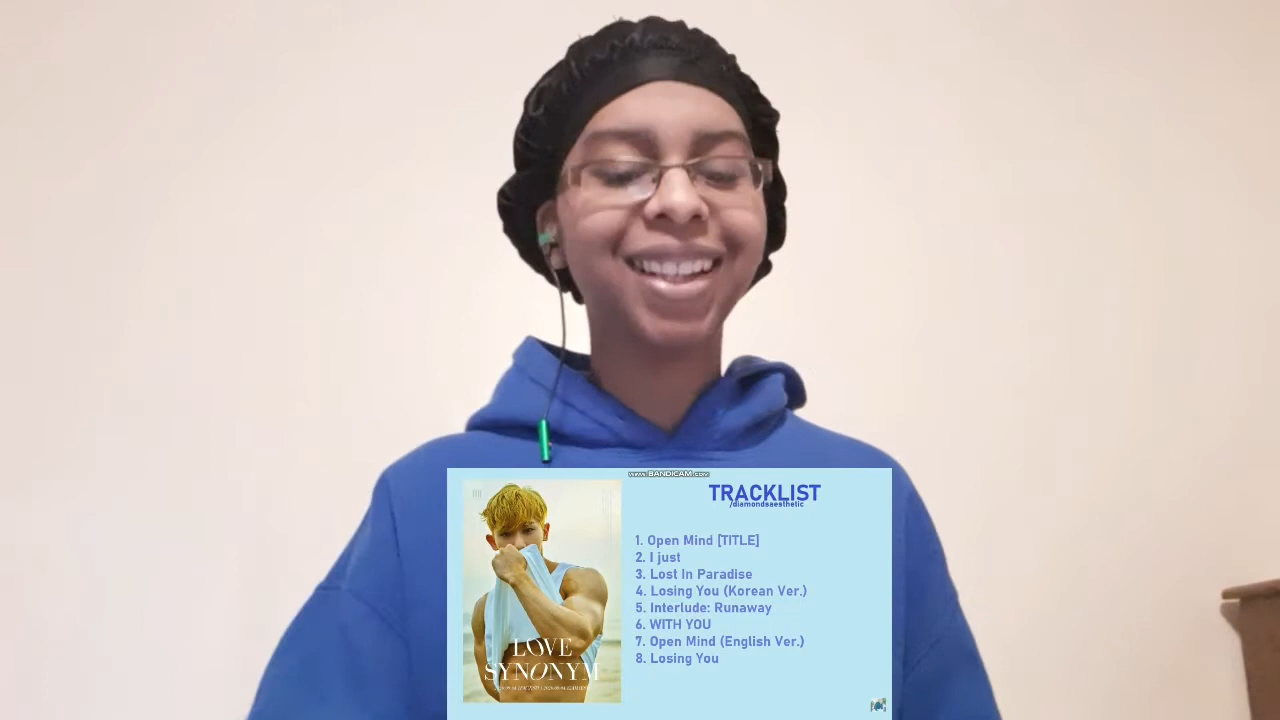 www.BANDICAM.com
TRACKLIST
/diamondsaesthetic
1. Open Mind [TITLE]
2. I just
3. Lost In Paradise
4. Losing You (Korean Ver.)
5. Interlude: Runaway
6. WITH YOU
7. Open Mind (English Ver.)
8. Losing You
LOVE
SYNONYM